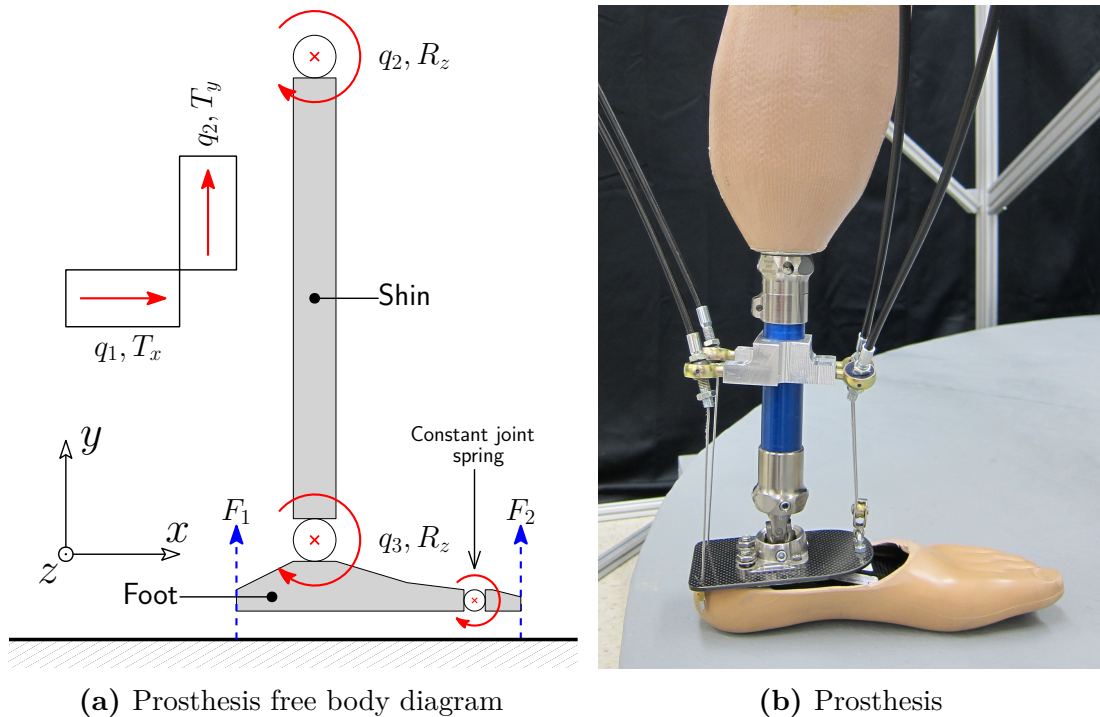 q₂, R_z
q₂, T_y
Shin
q₁, T_x
Constant joint
spring
y
F₁
F₂
x
q₃, R_z
z
Foot
(a) Prosthesis free body diagram
(b) Prosthesis